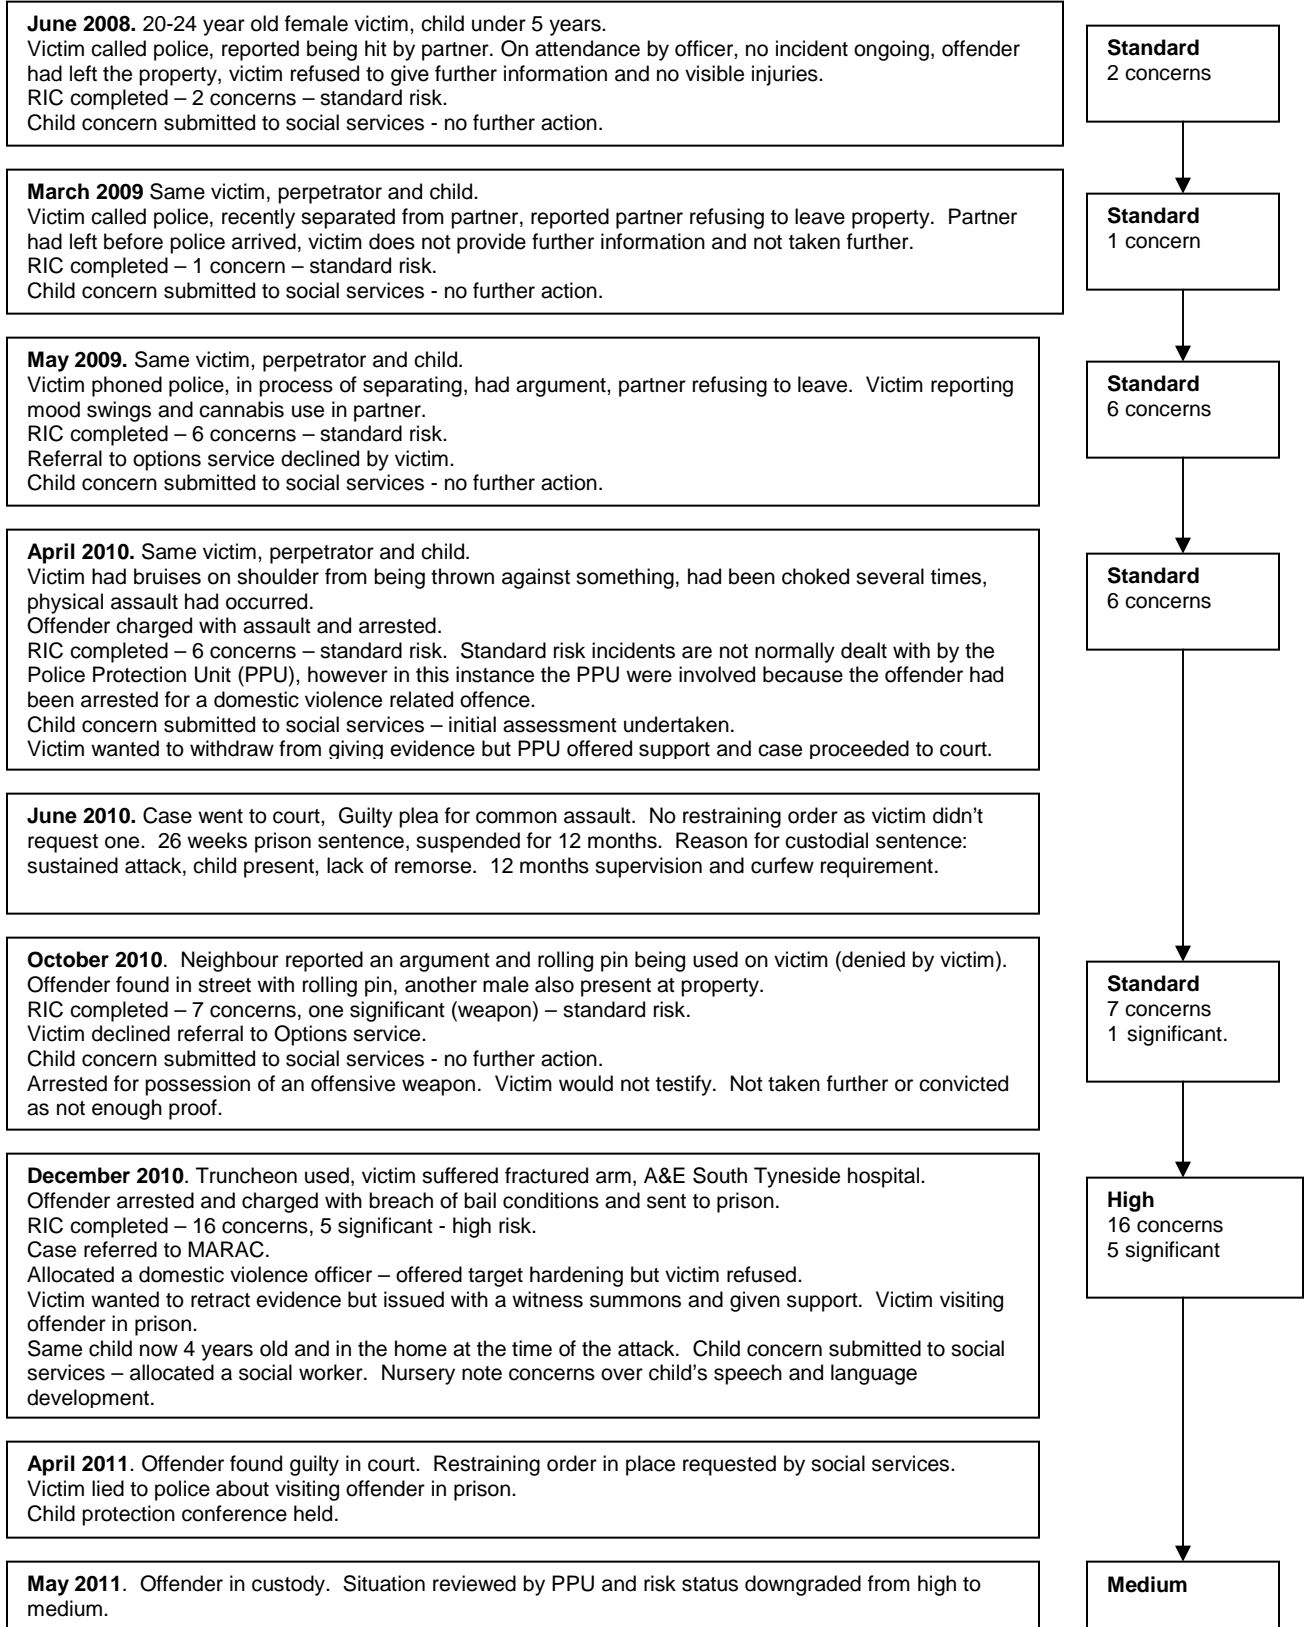 June 2008. 20-24 year old female victim, child under 5 years.
Victim called police, reported being hit by partner. On attendance by officer, no incident ongoing, offender
had left the property, victim refused to give further information and no visible injuries.
RIC completed – 2 concerns – standard risk.
Child concern submitted to social services - no further action.
Standard
2 concerns
March 2009 Same victim, perpetrator and child.
Victim called police, recently separated from partner, reported partner refusing to leave property. Partner
had left before police arrived, victim does not provide further information and not taken further.
RIC completed – 1 concern – standard risk.
Child concern submitted to social services - no further action.
Standard
1 concern
May 2009. Same victim, perpetrator and child.
Victim phoned police, in process of separating, had argument, partner refusing to leave. Victim reporting
mood swings and cannabis use in partner.
RIC completed – 6 concerns – standard risk.
Referral to options service declined by victim.
Child concern submitted to social services - no further action.
Standard
6 concerns
April 2010. Same victim, perpetrator and child.
Victim had bruises on shoulder from being thrown against something, had been choked several times,
physical assault had occurred.
Offender charged with assault and arrested.
RIC completed – 6 concerns – standard risk. Standard risk incidents are not normally dealt with by the
Police Protection Unit (PPU), however in this instance the PPU were involved because the offender had
been arrested for a domestic violence related offence.
Child concern submitted to social services – initial assessment undertaken.
Victim wanted to withdraw from giving evidence but PPU offered support and case proceeded to court.
Standard
6 concerns
June 2010. Case went to court, Guilty plea for common assault. No restraining order as victim didn't
request one. 26 weeks prison sentence, suspended for 12 months. Reason for custodial sentence:
sustained attack, child present, lack of remorse. 12 months supervision and curfew requirement.
October 2010. Neighbour reported an argument and rolling pin being used on victim (denied by victim).
Offender found in street with rolling pin, another male also present at property.
RIC completed – 7 concerns, one significant (weapon) – standard risk.
Victim declined referral to Options service.
Child concern submitted to social services - no further action.
Arrested for possession of an offensive weapon. Victim would not testify. Not taken further or convicted
as not enough proof.
Standard
7 concerns
1 significant.
December 2010. Truncheon used, victim suffered fractured arm, A&E South Tyneside hospital.
Offender arrested and charged with breach of bail conditions and sent to prison.
RIC completed – 16 concerns, 5 significant - high risk.
Case referred to MARAC.
Allocated a domestic violence officer – offered target hardening but victim refused.
Victim wanted to retract evidence but issued with a witness summons and given support. Victim visiting
offender in prison.
Same child now 4 years old and in the home at the time of the attack. Child concern submitted to social
services – allocated a social worker. Nursery note concerns over child's speech and language
development.
High
16 concerns
5 significant
April 2011. Offender found guilty in court. Restraining order in place requested by social services.
Victim lied to police about visiting offender in prison.
Child protection conference held.
May 2011. Offender in custody. Situation reviewed by PPU and risk status downgraded from high to
medium.
Medium